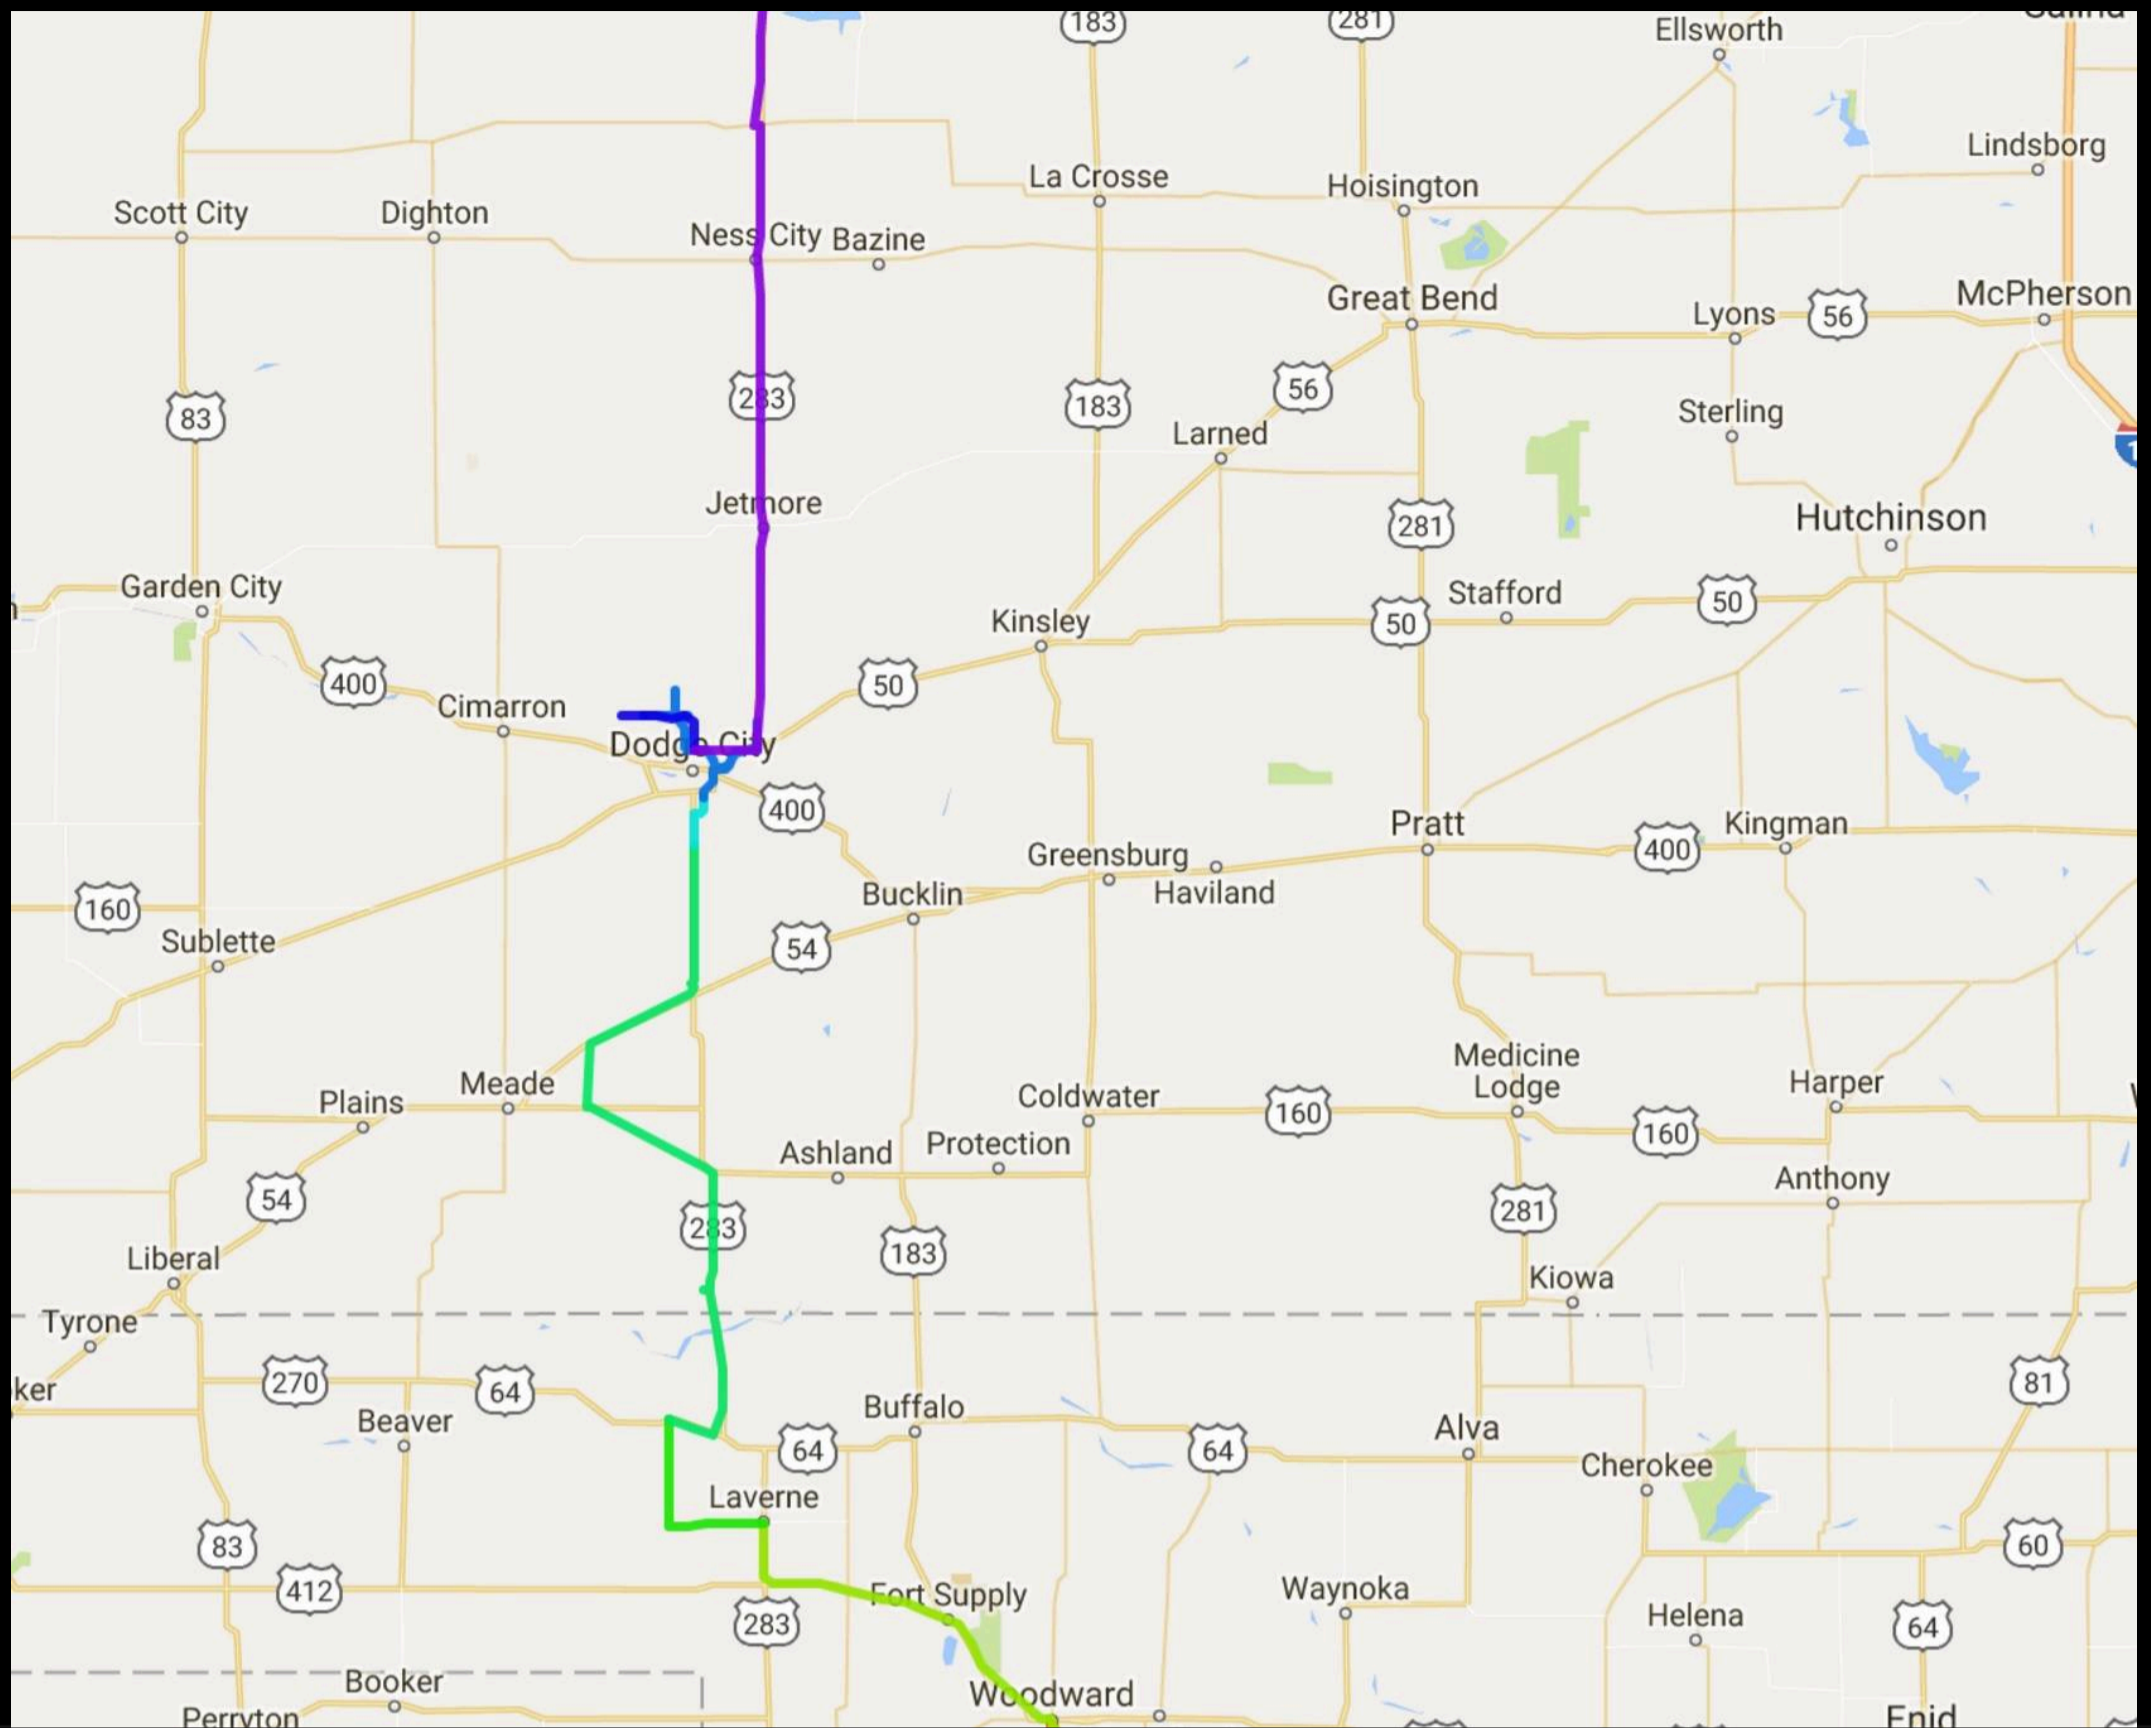 183
281
Ellsworth
Salina
Lindsborg
La Crosse
Hoisington
Scott City
Dighton
Ness City
Bazine
Great Bend
McPherson
Lyons
56
283
56
83
183
Sterling
Larned
Jetmore
281
Hutchinson
Garden City
Stafford
50
50
Kinsley
400
50
Cimarron
Dodge City
400
Pratt
Kingman
400
Greensburg
Haviland
Bucklin
160
Sublette
54
Medicine
Lodge
Meade
Plains
Coldwater
160
Harper
160
Ashland
Protection
54
Anthony
283
281
183
Liberal
Kiowa
Tyrone
270
64
ker
81
Beaver
Buffalo
64
64
Alva
Cherokee
Laverne
83
60
412
Fort Supply
Waynoka
283
Helena
64
Booker
Woodward
Perryton
Enid